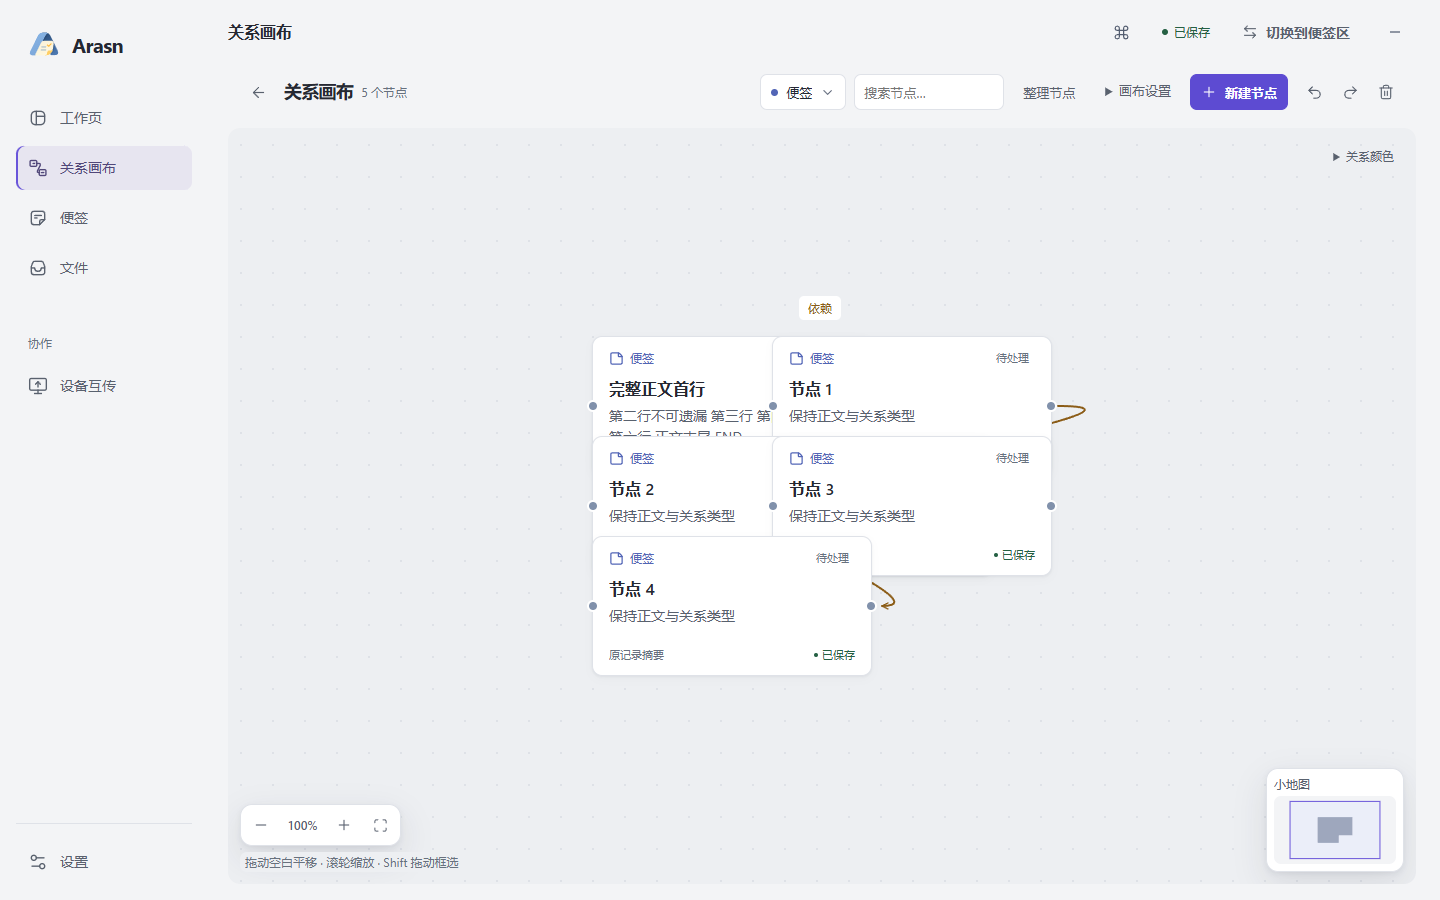 Arasn
工作页
关系画布
便签
文件
协作
设备互传
设置
关系画布
已保存
切换到便签区
关系画布 5 个节点
便签
搜索节点...
整理节点
画布设置
新建节点
关系颜色
依赖
便签
完整正文首行
第二行不可遗漏 第三行 第
便签 待处理
节点 1
保持正文与关系类型
便签
节点 2
保持正文与关系类型
便签 待处理
节点 3
保持正文与关系类型
已保存
便签 待处理
节点 4
保持正文与关系类型
原记录摘要 已保存
100%
拖动空白平移 · 滚轮缩放 · Shift 拖动框选
小地图